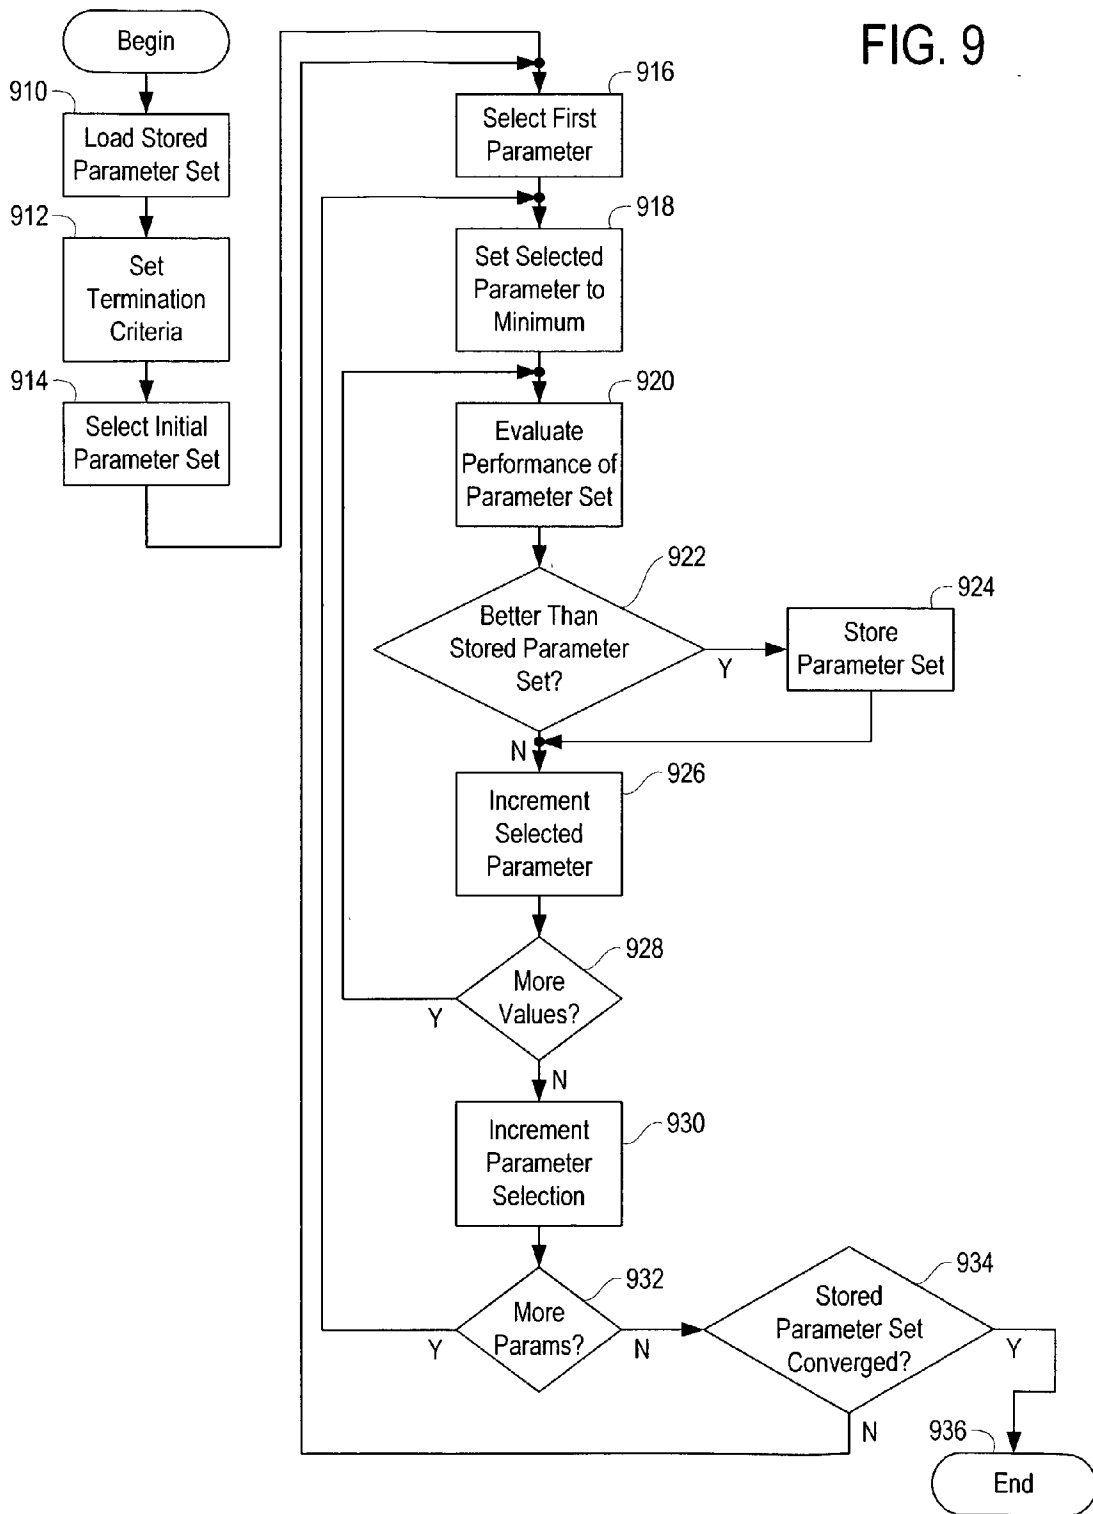 FIG. 9
Begin
910
Load Stored
Parameter Set
912
Set
Termination
Criteria
914
Select Initial
Parameter Set
916
Select First
Parameter
918
Set Selected
Parameter to
Minimum
920
Evaluate
Performance of
Parameter Set
922
Better Than
Stored Parameter
Set?
Y
924
Store
Parameter Set
N
926
Increment
Selected
Parameter
928
More
Values?
Y
N
930
Increment
Parameter
Selection
932
More
Params?
Y
N
934
Stored
Parameter Set
Converged?
Y
N
936
End